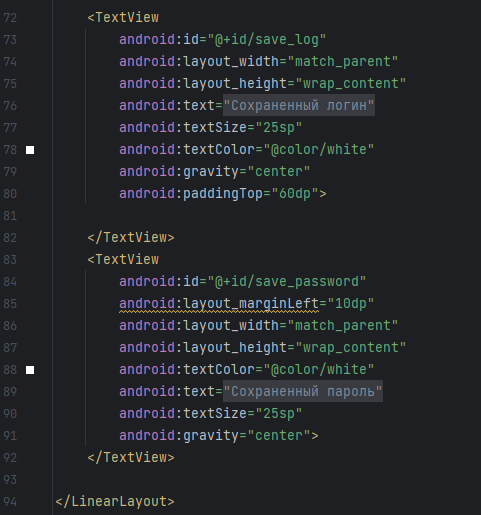 72 <TextView
73 android:id="@+id/save_log"
74 android:layout_width="match_parent"
75 android:layout_height="wrap_content"
76 android:text="Сохраненный логин"
77 android:textSize="25sp"
78 android:textColor="@color/white"
79 android:gravity="center"
80 android:paddingTop="60dp">
81
82 </TextView>
83 <TextView
84 android:id="@+id/save_password"
85 android:layout_marginLeft="10dp"
86 android:layout_width="match_parent"
87 android:layout_height="wrap_content"
88 android:textColor="@color/white"
89 android:text="Сохраненный пароль"
90 android:textSize="25sp"
91 android:gravity="center">
92 </TextView>
93
94 </LinearLayout>